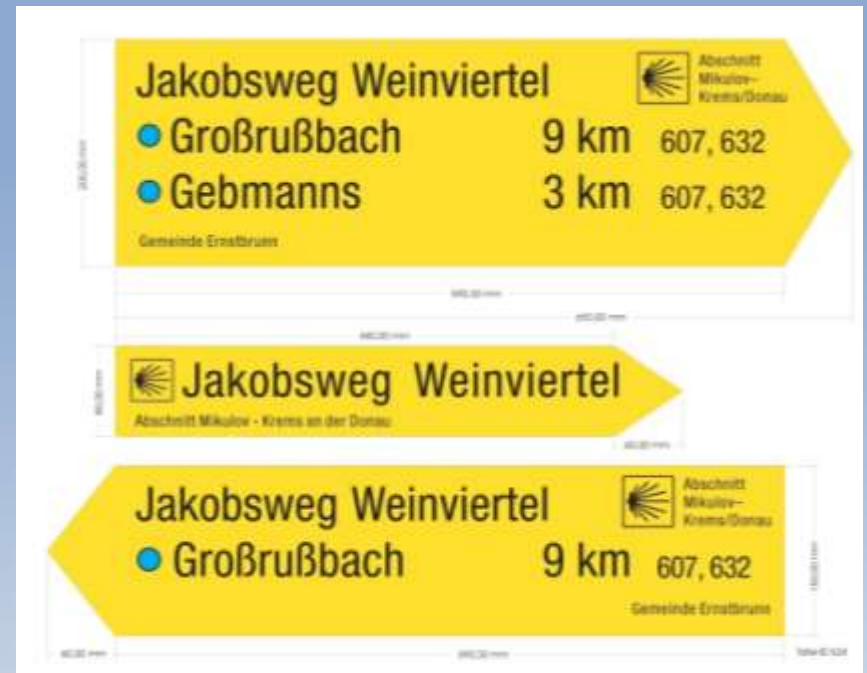 Jakobsweg Weinviertel
Abschnitt
Mikulov–
Krems/Donau
Großrußbach 9 km 607, 632
Gebmanns 3 km 607, 632
Gemeinde Ernstbrunn
Jakobsweg Weinviertel
Abschnitt Mikulov - Krems an der Donau
Jakobsweg Weinviertel
Abschnitt
Mikulov–
Krems/Donau
Großrußbach 9 km 607, 632
Gemeinde Ernstbrunn